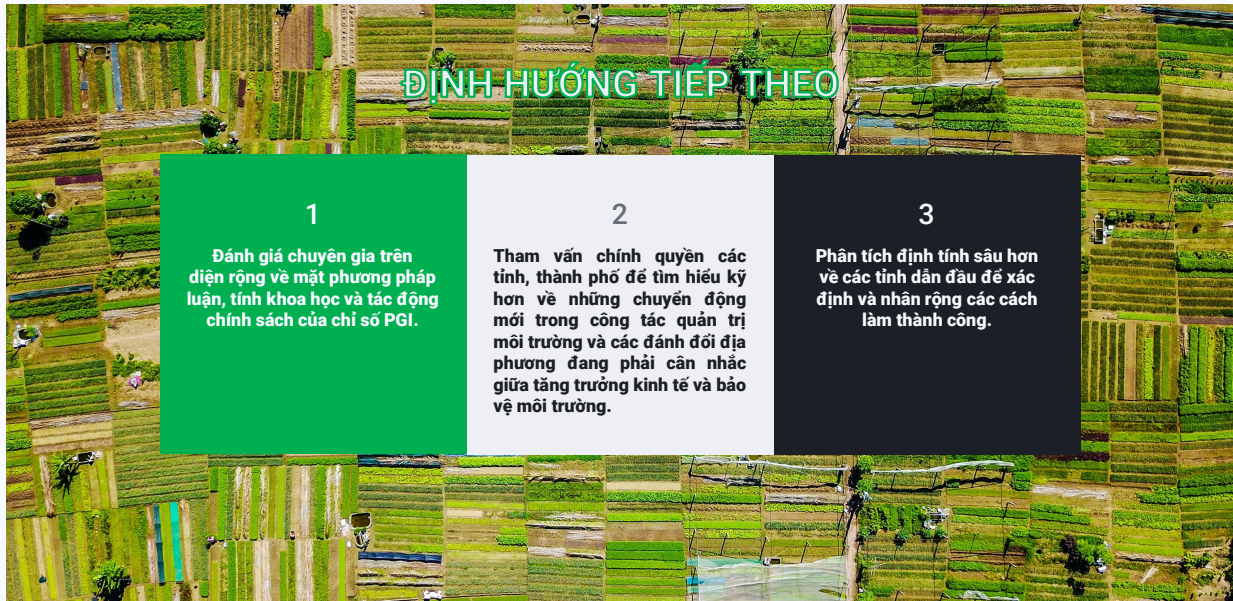 ĐỊNH HƯỚNG TIẾP THEO
1
Đánh giá chuyên gia trên
diện rộng về mặt phương pháp
luận, tính khoa học và tác động
chính sách của chỉ số PGI.
2
Tham vấn chính quyền các
tỉnh, thành phố để tìm hiểu kỹ
hơn về những chuyển động
mới trong công tác quản trị
môi trường và các đánh đổi địa
phương đang phải cân nhắc
giữa tăng trưởng kinh tế và bảo
vệ môi trường.
3
Phân tích định tính sâu hơn
về các tỉnh dẫn đầu để xác
định và nhân rộng các cách
làm thành công.